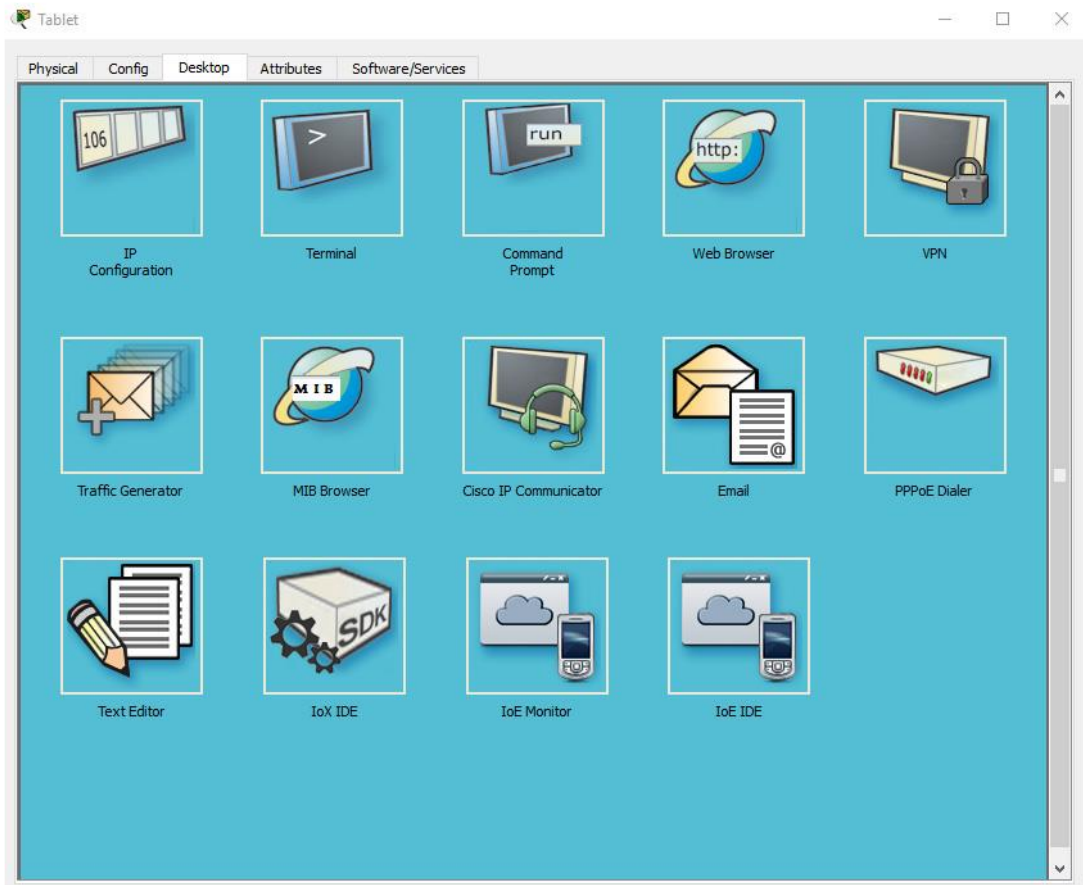 Tablet
Physical Config Desktop Attributes Software/Services
106
>
run
http:
IP
Configuration
Terminal
Command
Prompt
Web Browser
VPN
MIB
@
Traffic Generator
MIB Browser
Cisco IP Communicator
Email
PPPoE Dialer
SDK
Text Editor
IoX IDE
IoE Monitor
IoE IDE